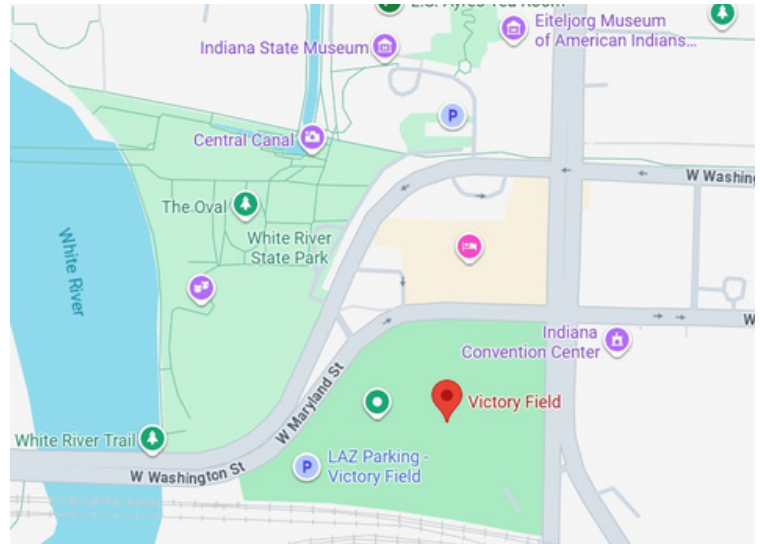 Indiana State Museum
Eiteljorg Museum
of American Indians...
P
Central Canal
W Washing
The Oval
White River
State Park
White River
Indiana
Convention Center
W
W Maryland St
Victory Field
White River Trail
LAZ Parking -
Victory Field
P
W Washington St